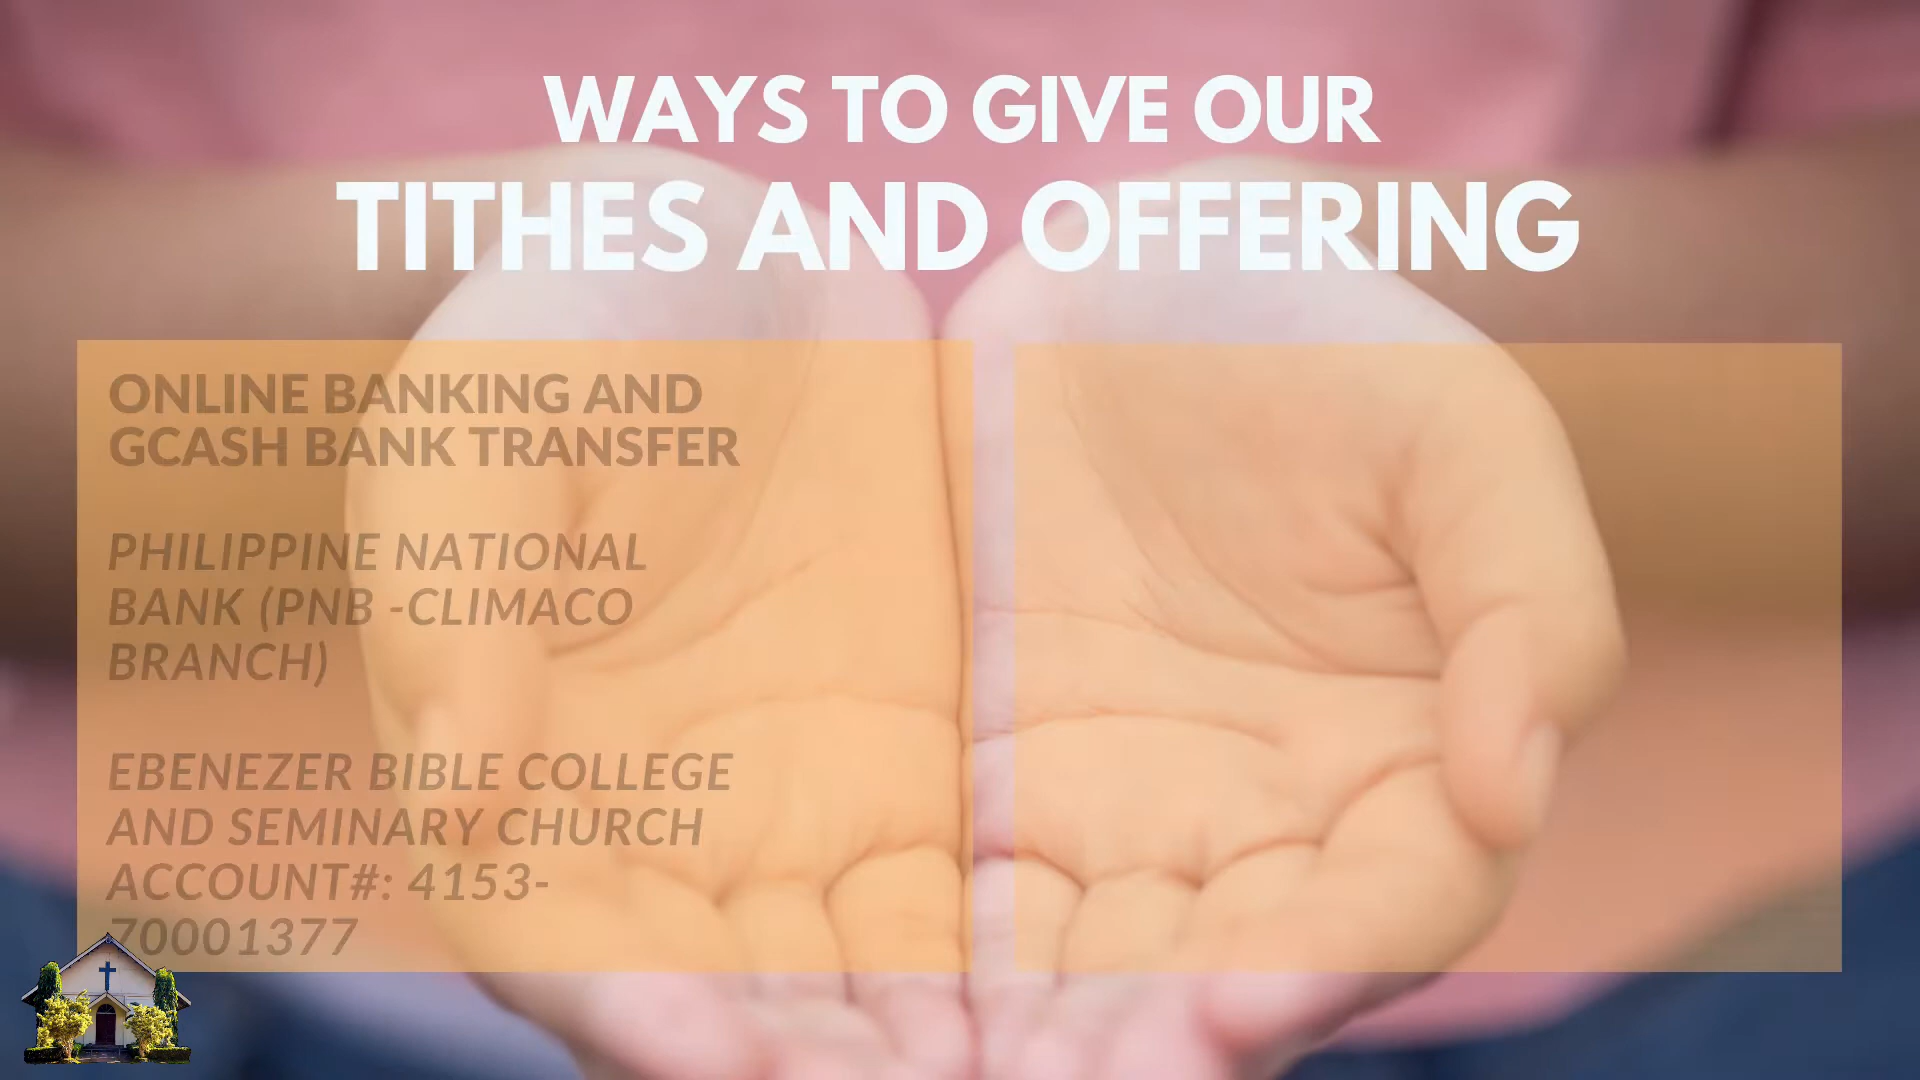 WAYS TO GIVE OUR
TITHES AND OFFERING
ONLINE BANKING AND
GCASH BANK TRANSFER
PHILIPPINE NATIONAL
BANK (PNB -CLIMACO
BRANCH)
EBENEZER BIBLE COLLEGE
AND SEMINARY CHURCH
ACCOUNT#: 4153-
70001377